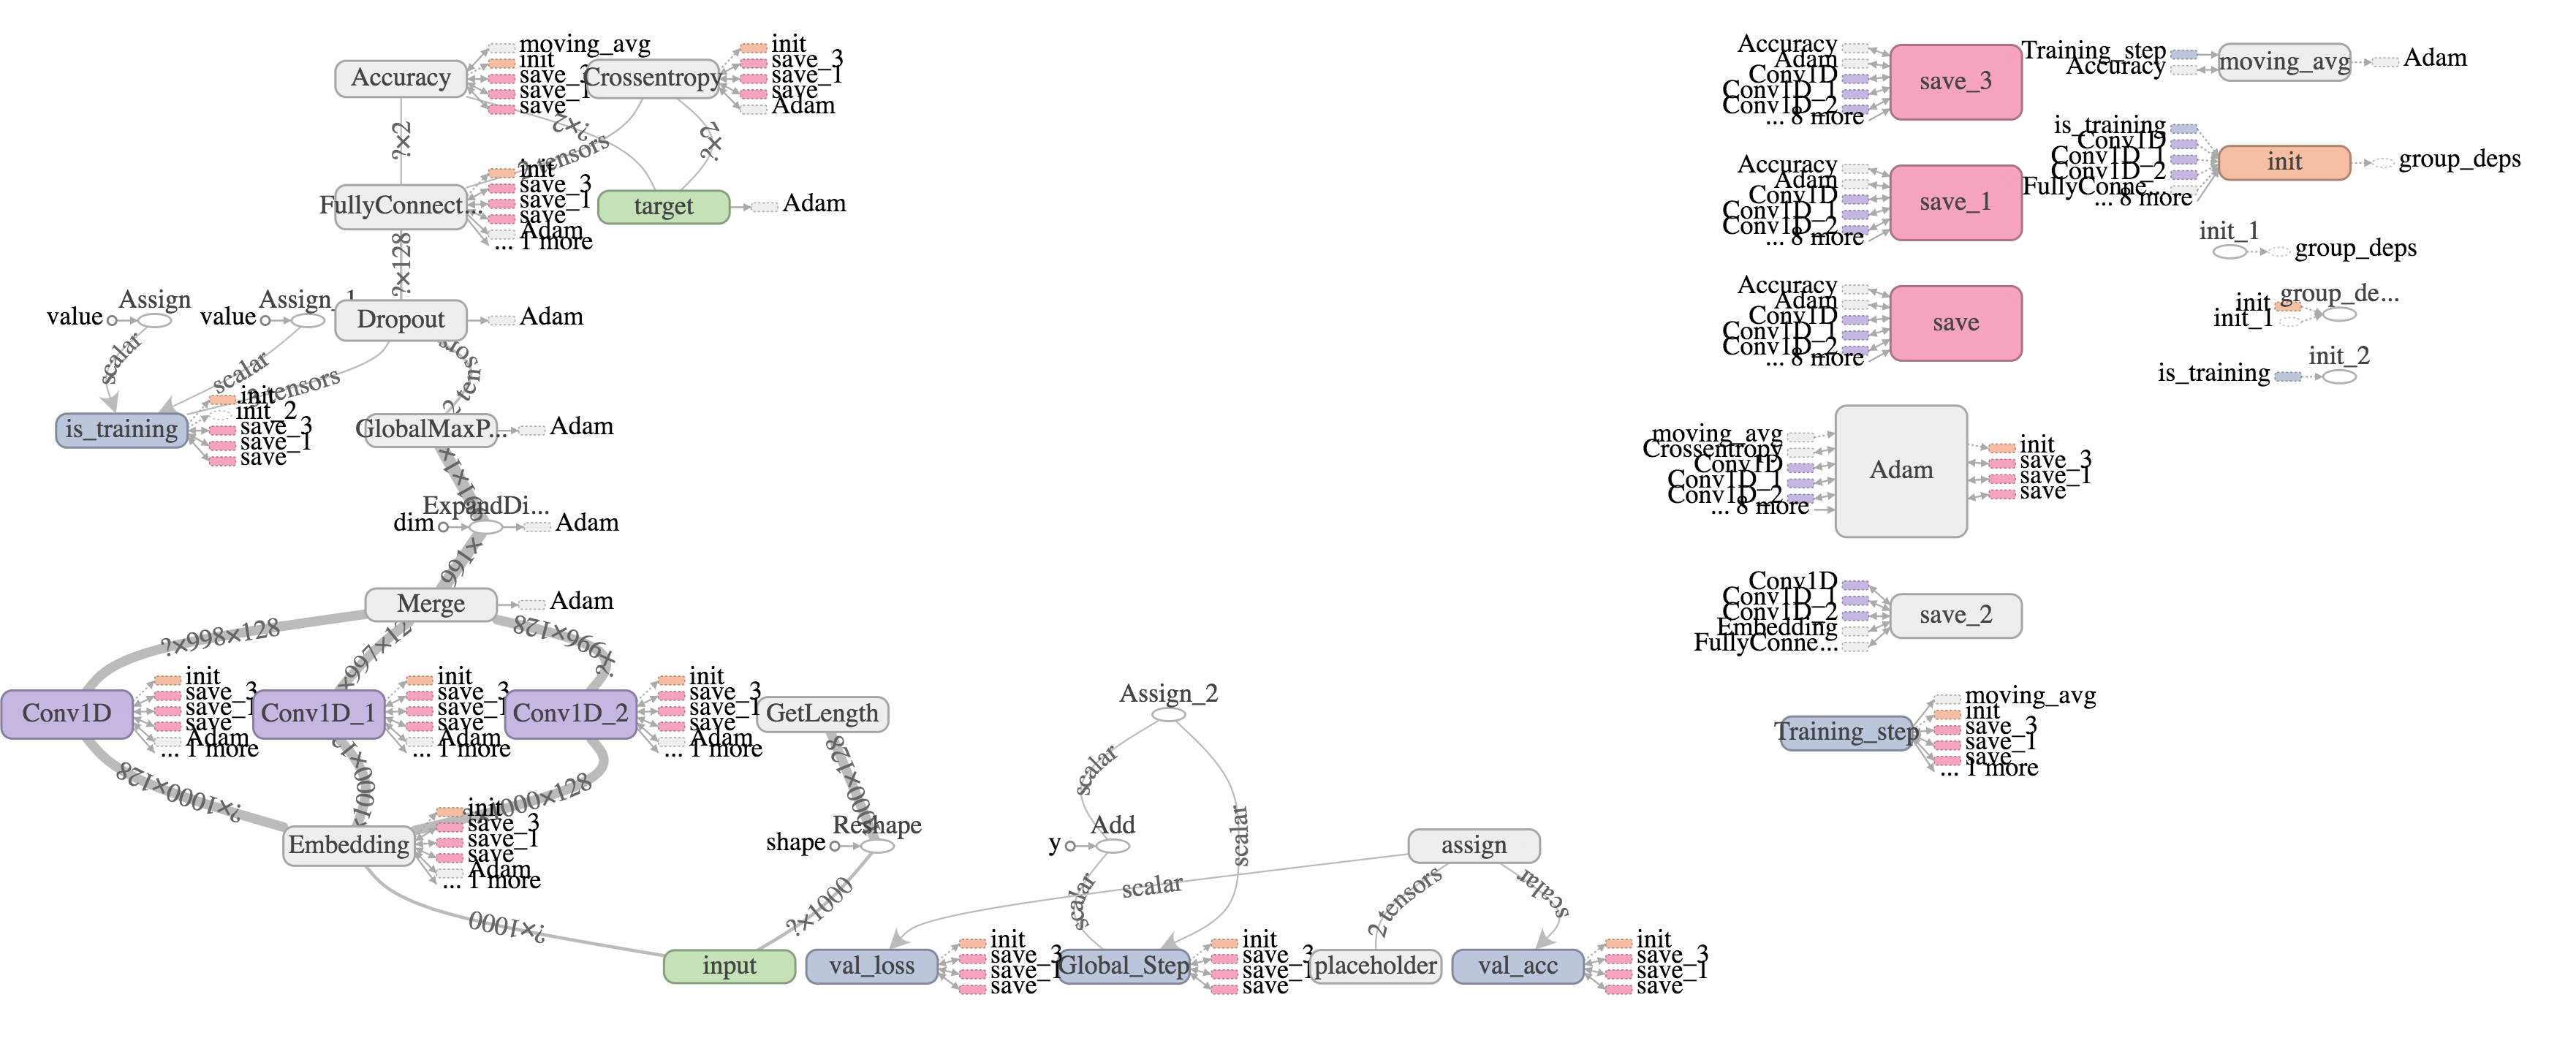 Accuracy
moving_avg
init
save_3
save_1
save
Crossentropy
init
save_3
save_1
save
Adam
?×2
?×2
?×2
tensors
FullyConnect...
init
save_3
save_1
save
Adam
... 1 more
target
Adam
?×128
Assign
value
Assign_1
value
Dropout
Adam
scalar
scalar
2 tensors
2 tensors
is_training
init
init_2
save_3
save_1
save
GlobalMaxP...
Adam
ExpandDi...
dim
Adam
Merge
Adam
?×998×128
?×997×12
?×996×128
Conv1D
init
save_3
save_1
save
Adam
... 1 more
Conv1D_1
init
save_3
save_1
save
Adam
... 1 more
Conv1D_2
init
save_3
save_1
save
Adam
... 1 more
GetLength
?×1000×128
Embedding
init
save_3
save_1
save
Adam
... 1 more
shape
Reshape
?×1000
?×1000
input
Assign_2
scalar
scalar
y
Add
scalar
assign
scalar
2 tensors
scalar
val_loss
init
save_3
save_1
save
Global_Step
init
save_3
save_1
save
placeholder
val_acc
init
save_3
save_1
save
Accuracy
Adam
Conv1D
Conv1D_1
Conv1D_2
... 8 more
save_3
Accuracy
Adam
Conv1D
Conv1D_1
Conv1D_2
... 8 more
save_1
Accuracy
Adam
Conv1D
Conv1D_1
Conv1D_2
... 8 more
save
moving_avg
Crossentropy
Conv1D
Conv1D_1
Conv1D_2
... 8 more
Adam
init
save_3
save_1
save
Conv1D
Conv1D_1
Conv1D_2
Embedding
FullyConne...
save_2
Training_step
moving_avg
init
save_3
save_1
save
... 1 more
Training_step
Accuracy
moving_avg
Adam
is_training
Conv1D
Conv1D_1
Conv1D_2
FullyConne...
... 8 more
init
group_deps
init_1
group_deps
group_de...
init
init_1
init_2
is_training